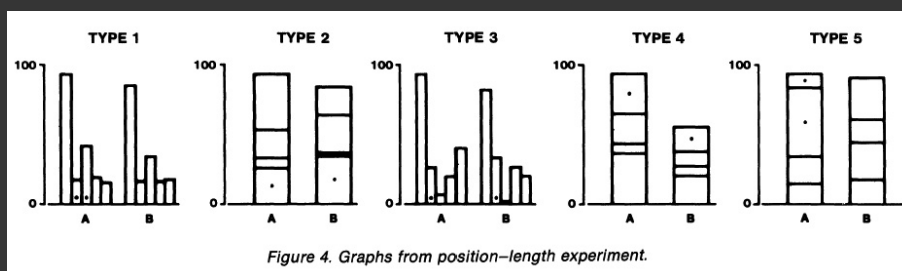 TYPE 1 TYPE 2 TYPE 3 TYPE 4 TYPE 5
100 100 100 100 100
0 0 0 0 0
A B A B A B A B A B
Figure 4. Graphs from position–length experiment.